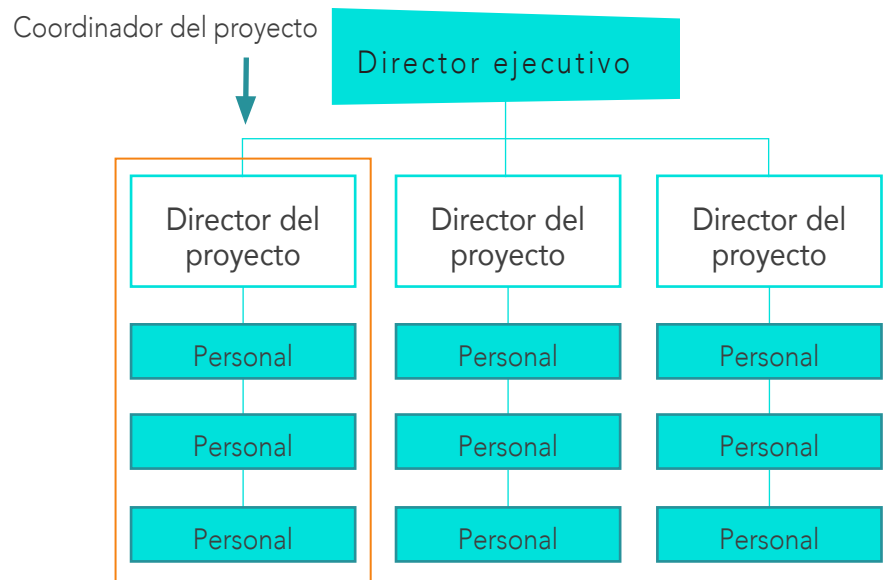 Coordinador del proyecto
Director ejecutivo
Director del
proyecto
Director del
proyecto
Director del
proyecto
Personal
Personal
Personal
Personal
Personal
Personal
Personal
Personal
Personal